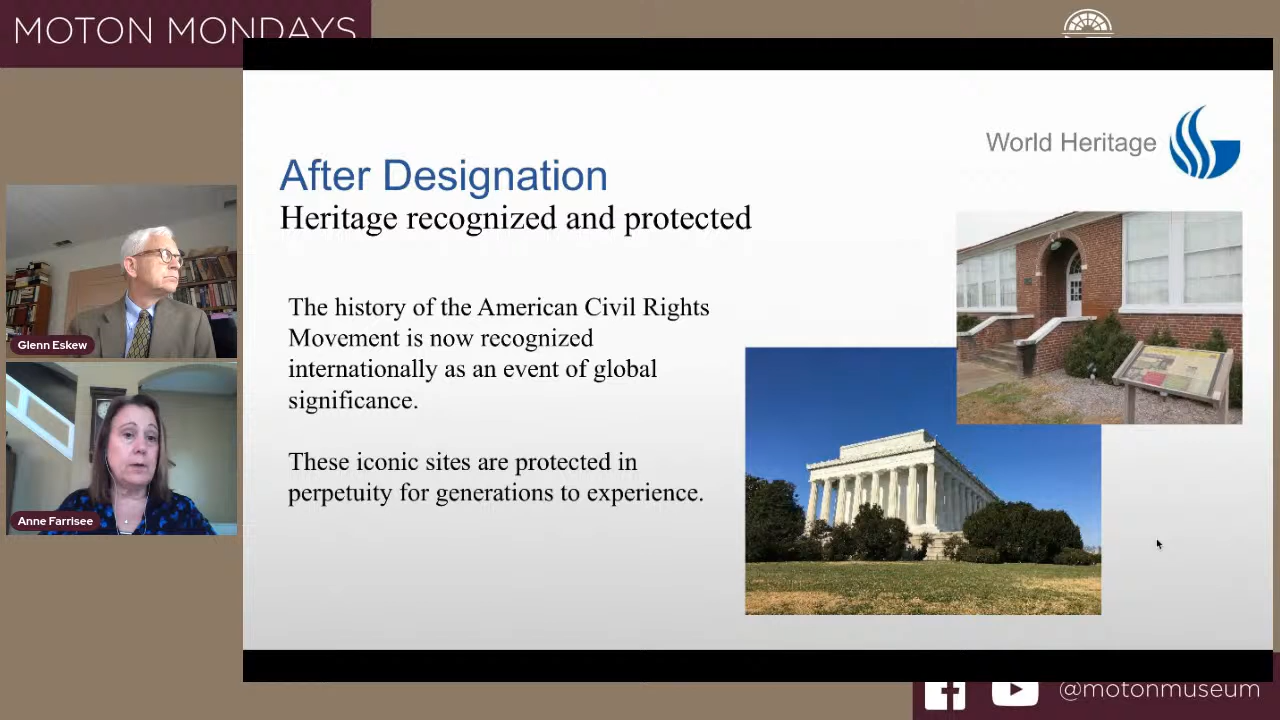 MOTON MONDAYS
World Heritage
After Designation
Heritage recognized and protected
The history of the American Civil Rights
Movement is now recognized
internationally as an event of global
significance.
These iconic sites are protected in
perpetuity for generations to experience.
Glenn Eskew
Anne Farrisee
@motonmuseum